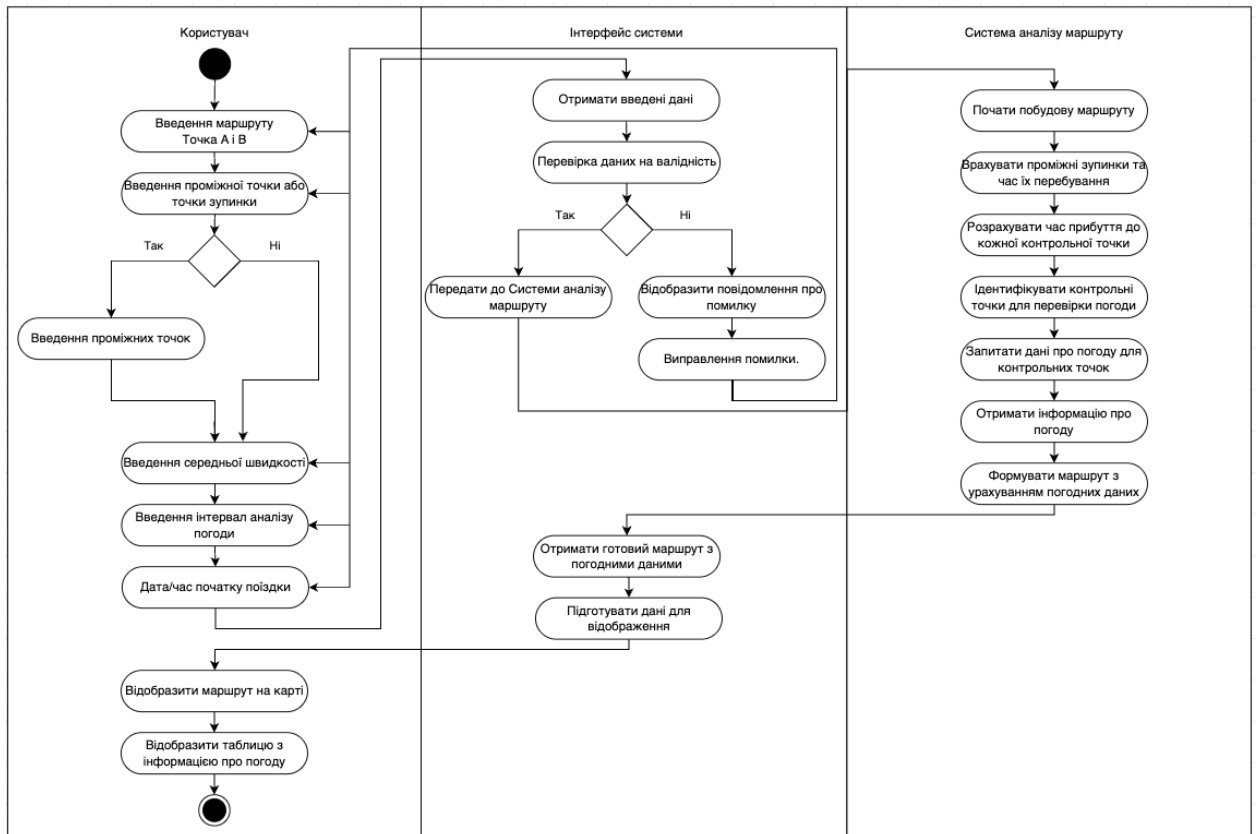 Користувач
Введення маршруту
Точка А і В
Введення проміжної точки або
точки зупинки
Так
Ні
Введення проміжних точок
Введення середньої швидкості
Введення інтервал аналізу
погоди
Дата/час початку поїздки
Відобразити маршрут на карті
Відобразити таблицю з
інформацією про погоду
Інтерфейс системи
Отримати введені дані
Перевірка даних на валідність
Так
Ні
Передати до Системи аналізу
маршруту
Відобразити повідомлення про
помилку
Виправлення помилки.
Отримати готовий маршрут з
погодними даними
Підготувати дані для
відображення
Система аналізу маршруту
Почати побудову маршруту
Врахувати проміжні зупинки та
час їх перебування
Розрахувати час прибуття до
кожної контрольної точки
Ідентифікувати контрольні
точки для перевірки погоди
Запитати дані про погоду для
контрольних точок
Отримати інформацію про
погоду
Формувати маршрут з
урахуванням погодних даних